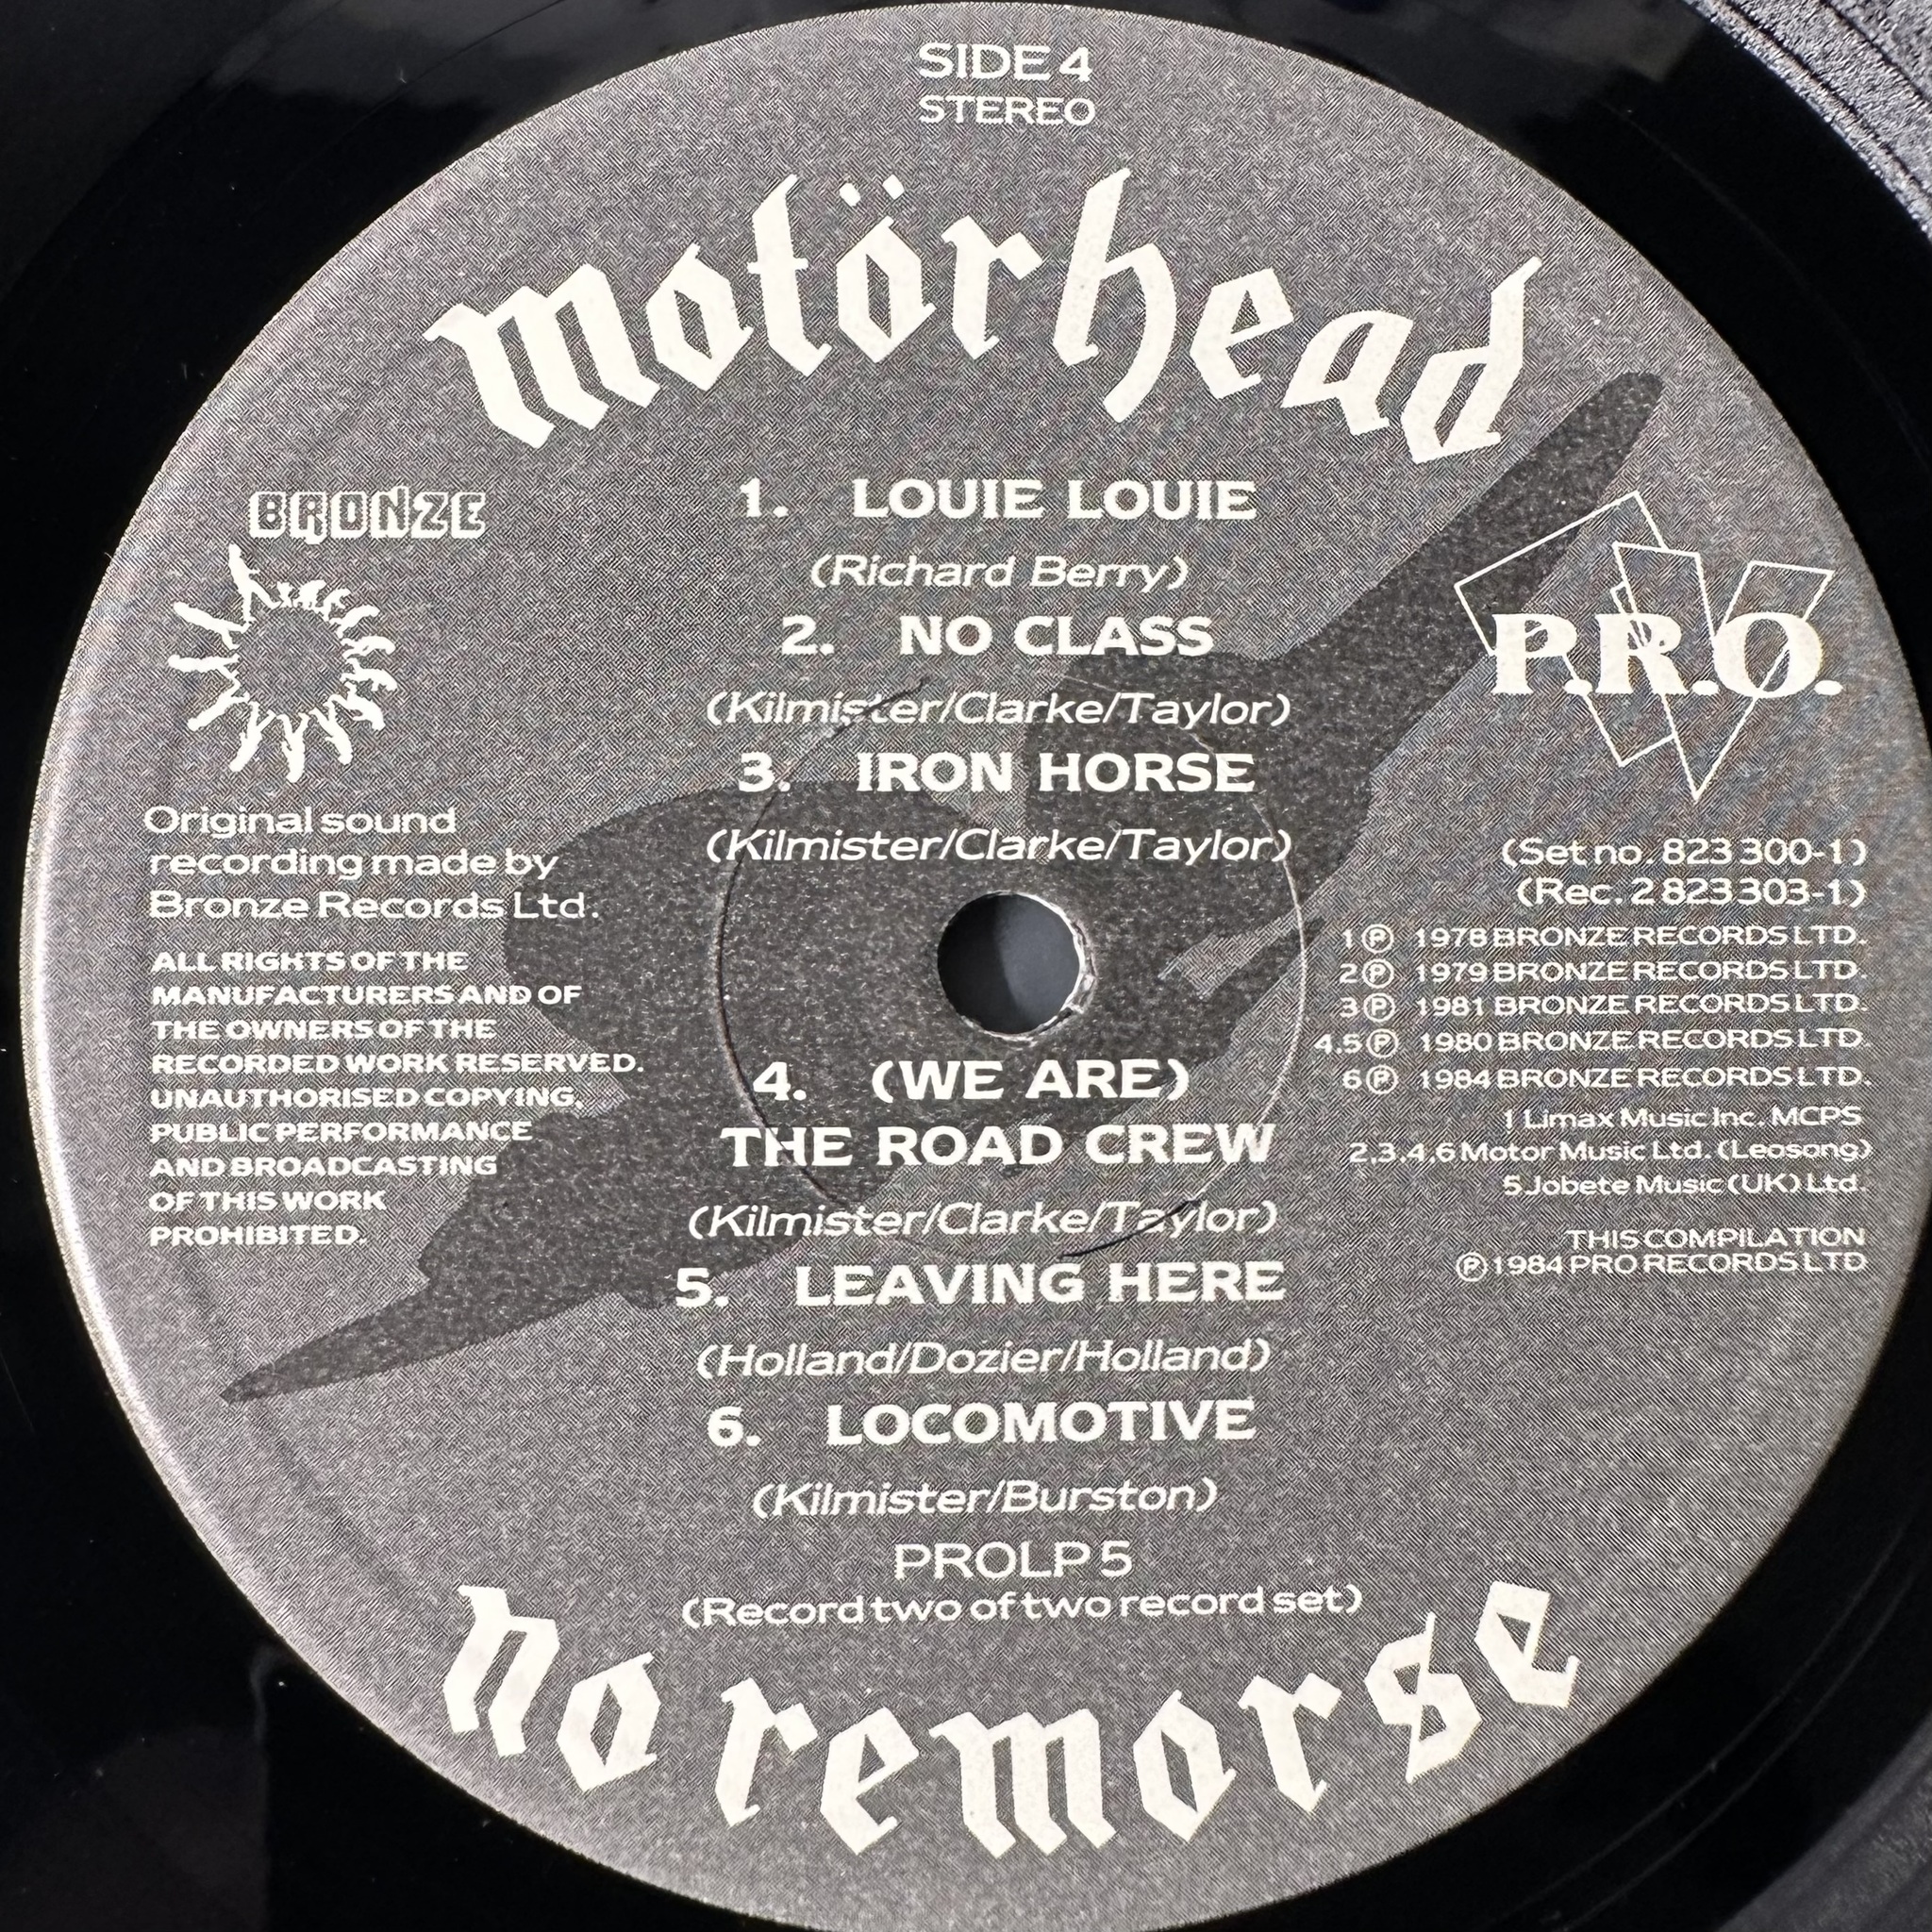 SIDE 4
STEREO
motörhead
BRONZE
Original sound
recording made by
Bronze Records Ltd.
ALL RIGHTS OF THE
MANUFACTURERS AND OF
THE OWNERS OF THE
RECORDED WORK RESERVED.
UNAUTHORISED COPYING,
PUBLIC PERFORMANCE
AND BROADCASTING
OF THIS WORK
PROHIBITED.
1. LOUIE LOUIE
(Richard Berry)
2. NO CLASS
(Kilmister/Clarke/Taylor)
3. IRON HORSE
(Kilmister/Clarke/Taylor)
4. (WE ARE)
THE ROAD CREW
(Kilmister/Clarke/Taylor)
5. LEAVING HERE
(Holland/Dozier/Holland)
6. LOCOMOTIVE
(Kilmister/Burston)
P.R.O.
(Set no. 823 300-1)
(Rec. 2 823 303-1)
1 ℗ 1978 BRONZE RECORDS LTD.
2 ℗ 1979 BRONZE RECORDS LTD.
3 ℗ 1981 BRONZE RECORDS LTD.
4.5 ℗ 1980 BRONZE RECORDS LTD.
6 ℗ 1984 BRONZE RECORDS LTD.
1 Limax Music Inc. MCPS
2,3,4,6 Motor Music Ltd. (Leosong)
5 Jobete Music (UK) Ltd.
THIS COMPILATION
℗ 1984 PRO RECORDS LTD
PROLP 5
(Record two of two record set)
no remorse